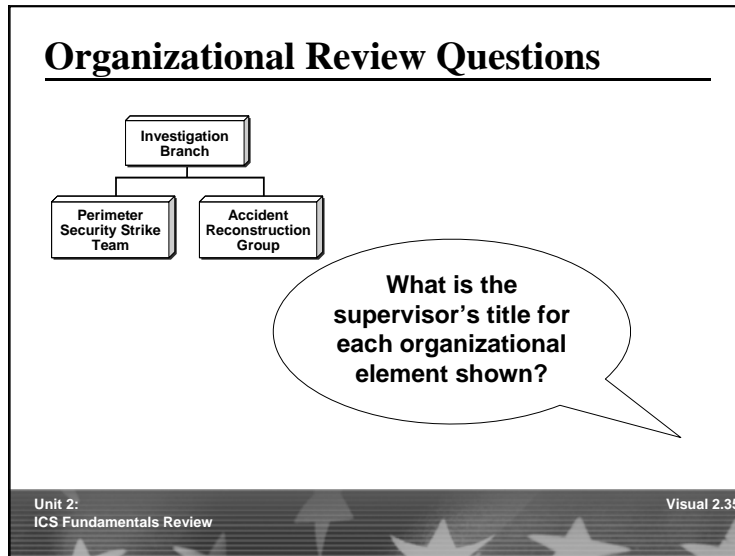 Organizational Review Questions
Investigation
Branch
Perimeter
Security Strike
Team
Accident
Reconstruction
Group
What is the
supervisor's title for
each organizational
element shown?
Unit 2:
ICS Fundamentals Review
Visual 2.35